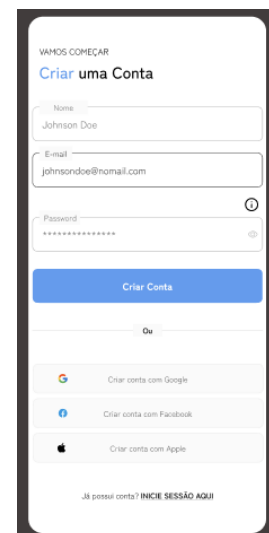 VAMOS COMEÇAR
Criar uma Conta
Nome
Johnson Doe
E-mail
johnsondoe@nomail.com
Password
***************
Criar Conta
Ou
Criar conta com Google
Criar conta com Facebook
Criar conta com Apple
Já possui conta? INICIE SESSÃO AQUI